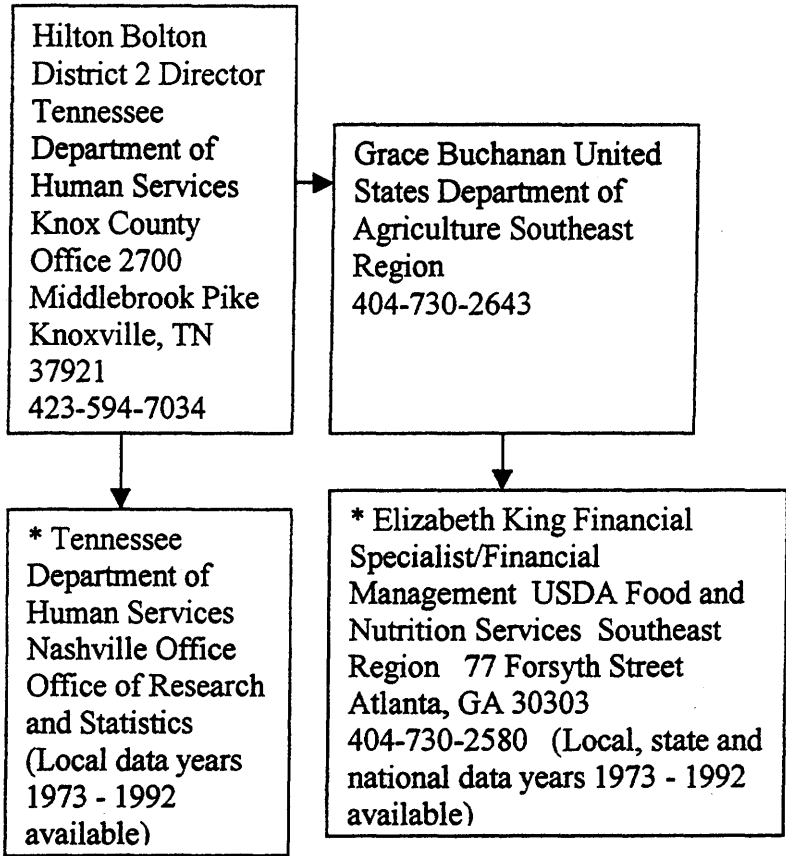 Hilton Bolton
District 2 Director
Tennessee
Department of
Human Services
Knox County
Office 2700
Middlebrook Pike
Knoxville, TN
37921
423-594-7034
Grace Buchanan United
States Department of
Agriculture Southeast
Region
404-730-2643
* Tennessee
Department of
Human Services
Nashville Office
Office of Research
and Statistics
(Local data years
1973 - 1992
available)
* Elizabeth King Financial
Specialist/Financial
Management USDA Food and
Nutrition Services Southeast
Region 77 Forsyth Street
Atlanta, GA 30303
404-730-2580 (Local, state and
national data years 1973 - 1992
available)